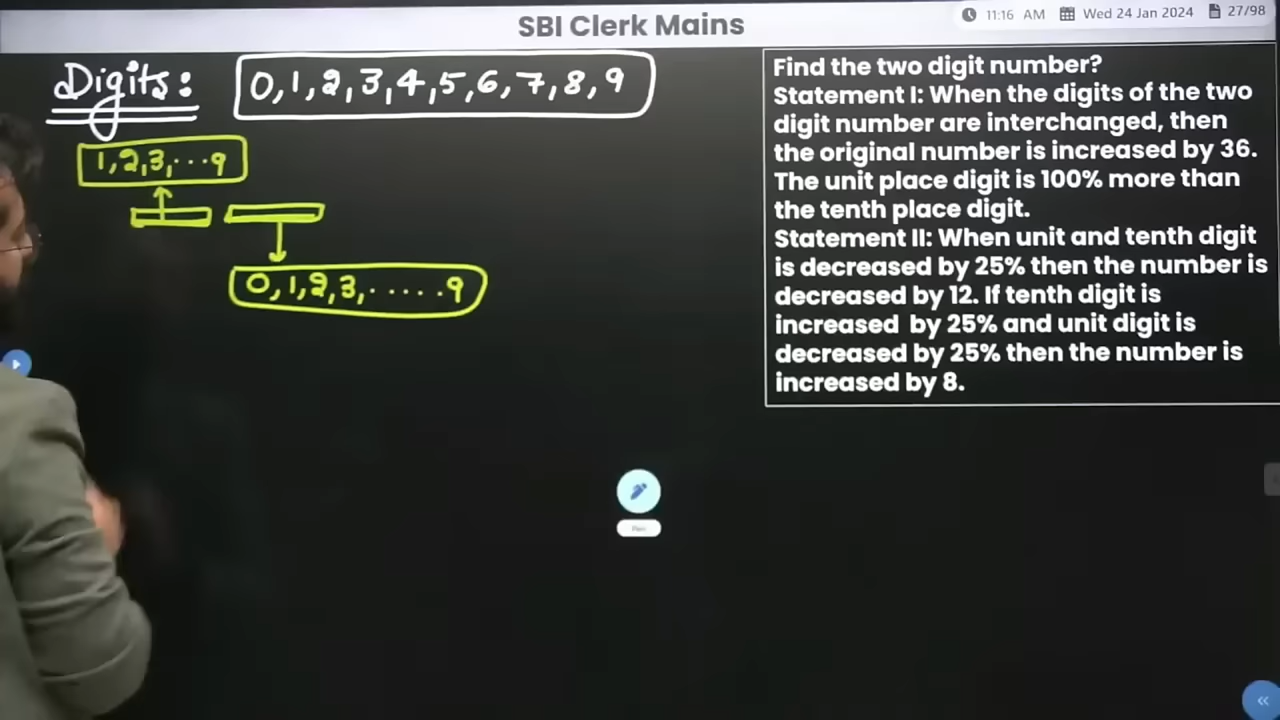 SBI Clerk Mains
11:16 AM Wed 24 Jan 2024 27/98
Digits: 0,1,2,3,4,5,6,7,8,9
1,2,3,...9
0,1,2,3,.....9
Find the two digit number?
Statement I: When the digits of the two
digit number are interchanged, then
the original number is increased by 36.
The unit place digit is 100% more than
the tenth place digit.
Statement II: When unit and tenth digit
is decreased by 25% then the number is
decreased by 12. If tenth digit is
increased by 25% and unit digit is
decreased by 25% then the number is
increased by 8.